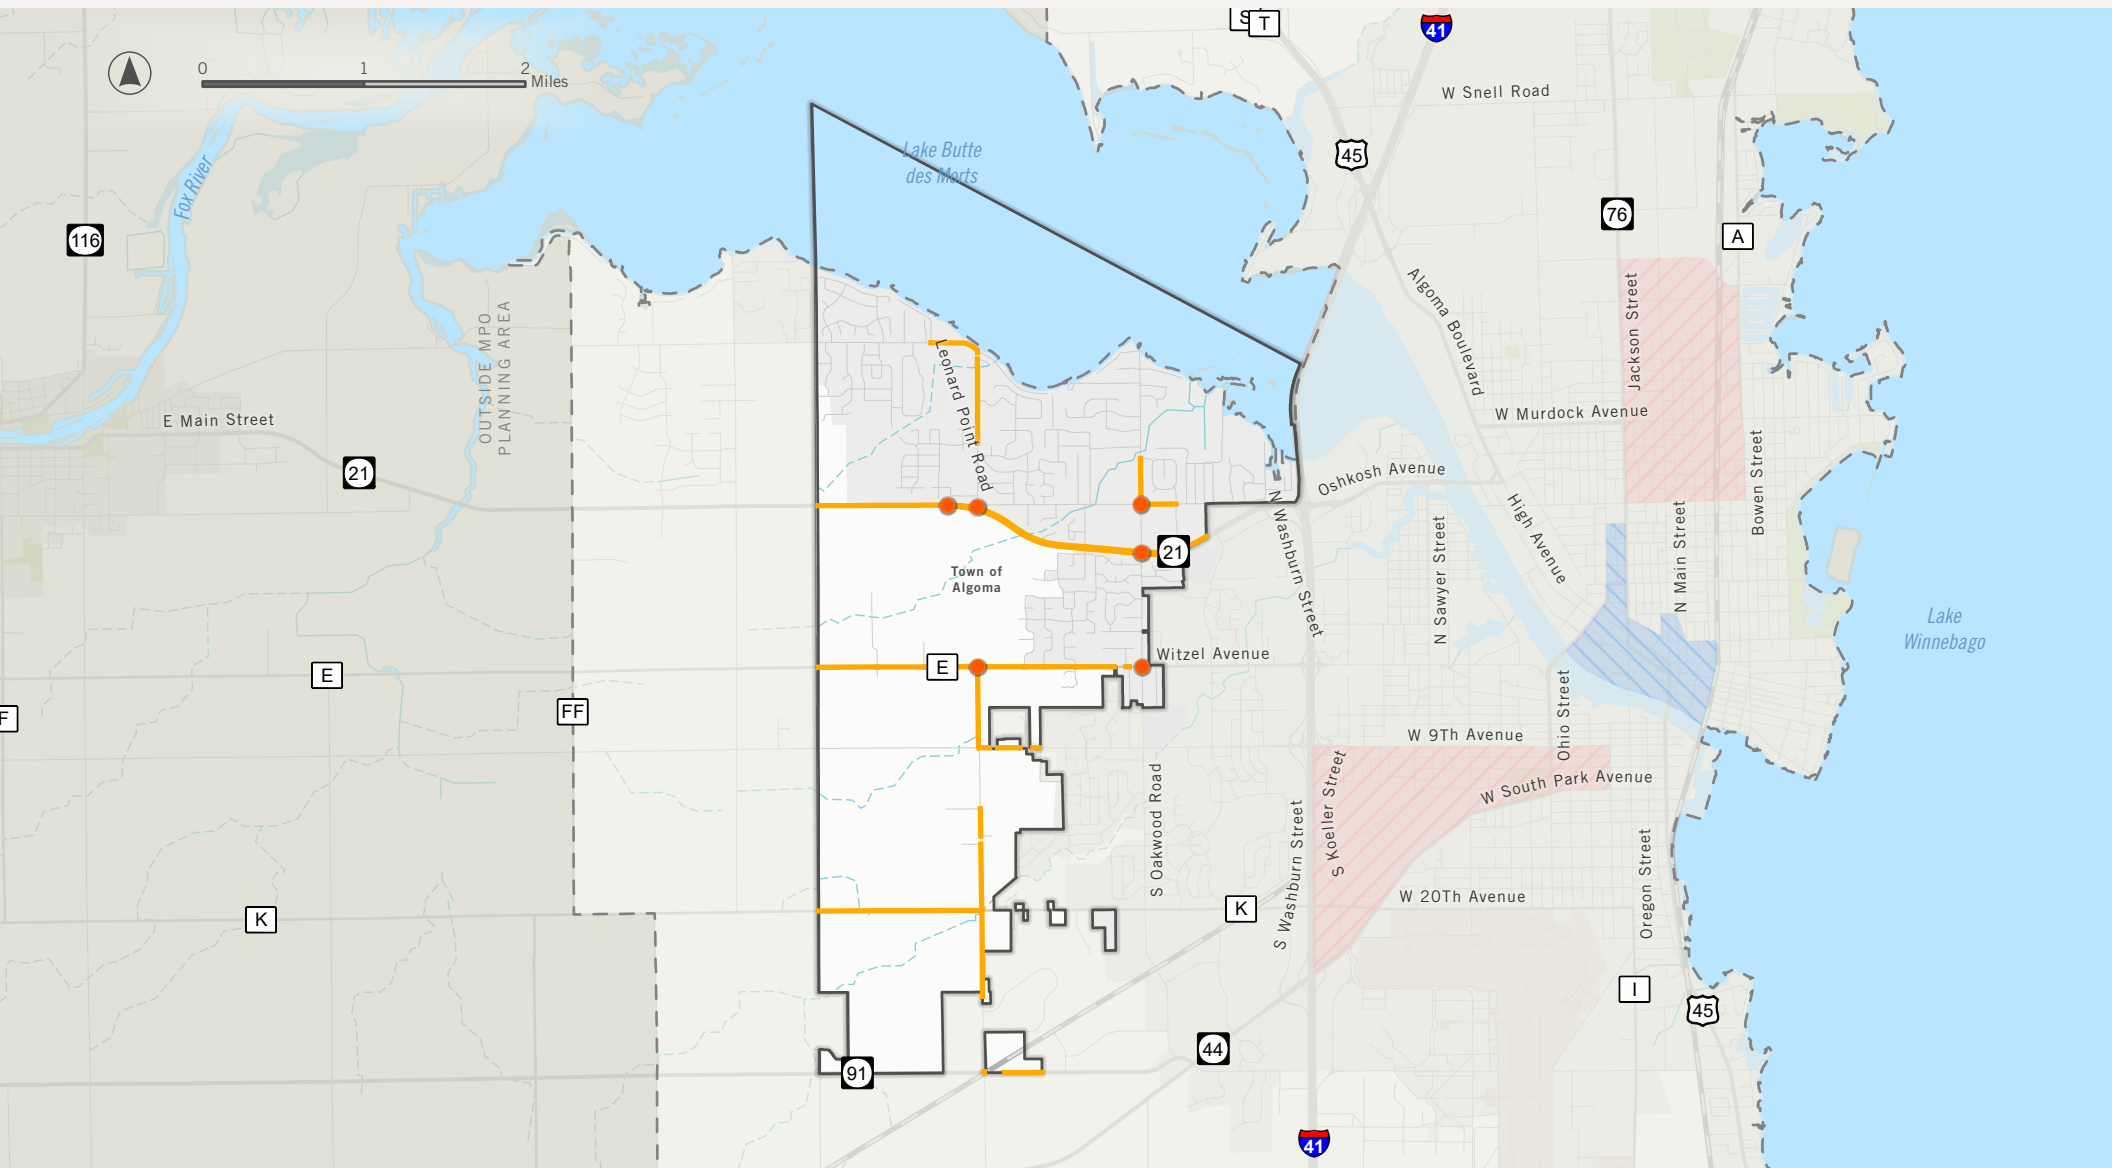 0 1 2
Miles
S
T
41
W Snell Road
45
Lake Butte
des Morts
Fox River
116
76
A
OUTSIDE MPO
PLANNING AREA
Algoma Boulevard
Jackson Street
Leonard Point Road
W Murdock Avenue
E Main Street
21
Oshkosh Avenue
Bowen Street
N Washburn Street
High Avenue
N Sawyer Street
N Main Street
21
Town of
Algoma
Lake
Winnebago
E
E
Witzel Avenue
F
FF
Ohio Street
W 9Th Avenue
S Koeller Street
W South Park Avenue
S Oakwood Road
S Washburn Street
W 20Th Avenue
Oregon Street
K
K
I
45
44
91
41